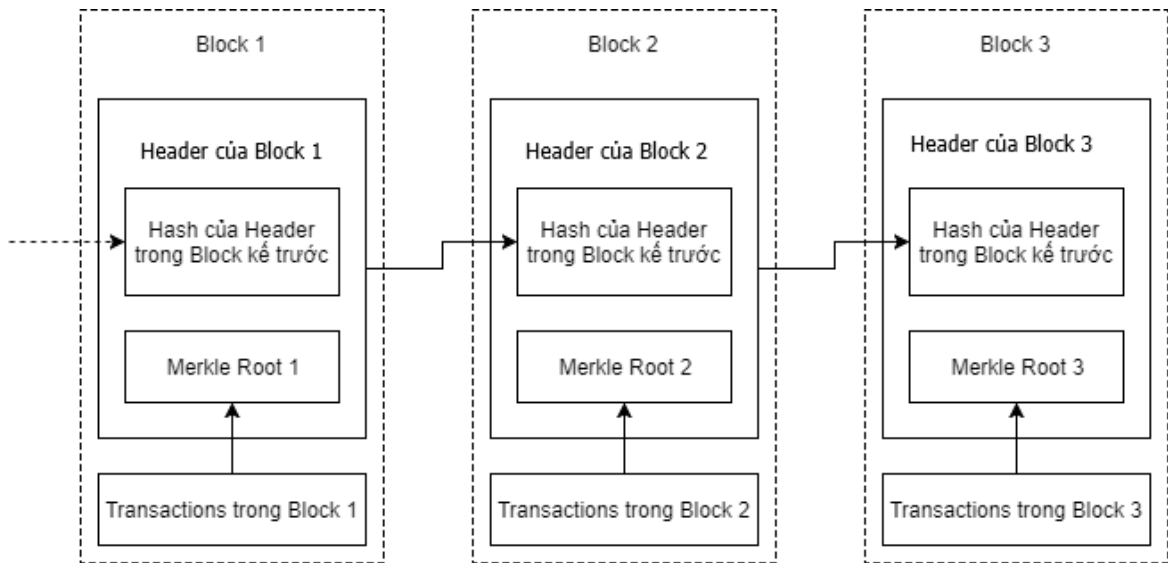 Block 1
Header của Block 1
Hash của Header
trong Block kế trước
Merkle Root 1
Transactions trong Block 1
Block 2
Header của Block 2
Hash của Header
trong Block kế trước
Merkle Root 2
Transactions trong Block 2
Block 3
Header của Block 3
Hash của Header
trong Block kế trước
Merkle Root 3
Transactions trong Block 3